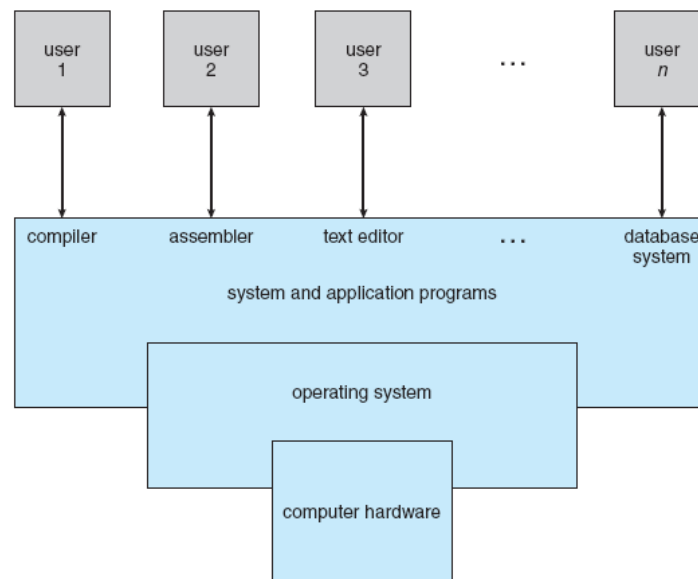 user
1
user
2
user
3
...
user
n
compiler
assembler
text editor
...
database
system
system and application programs
operating system
computer hardware